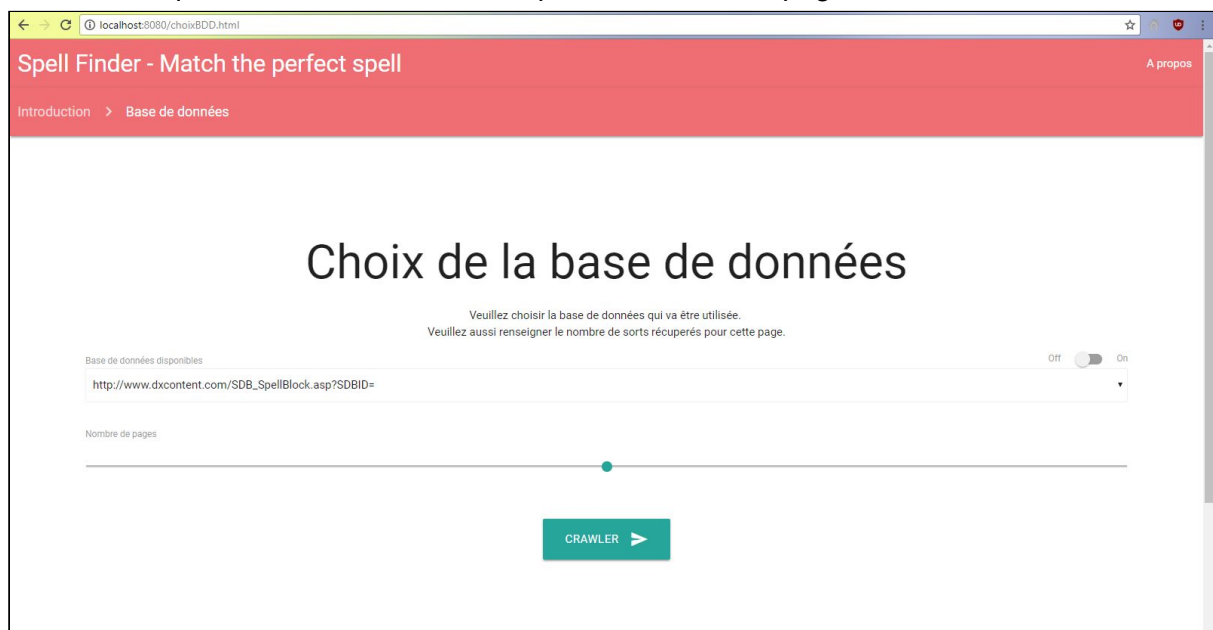 localhost:8080/choixBDD.html
Spell Finder - Match the perfect spell
A propos
Introduction > Base de données
Choix de la base de données
Veuillez choisir la base de données qui va être utilisée.
Veuillez aussi renseigner le nombre de sorts récuperés pour cette page.
Base de données disponibles
Off On
http://www.dxcontent.com/SDB_SpellBlock.asp?SDBID=
Nombre de pages
CRAWLER